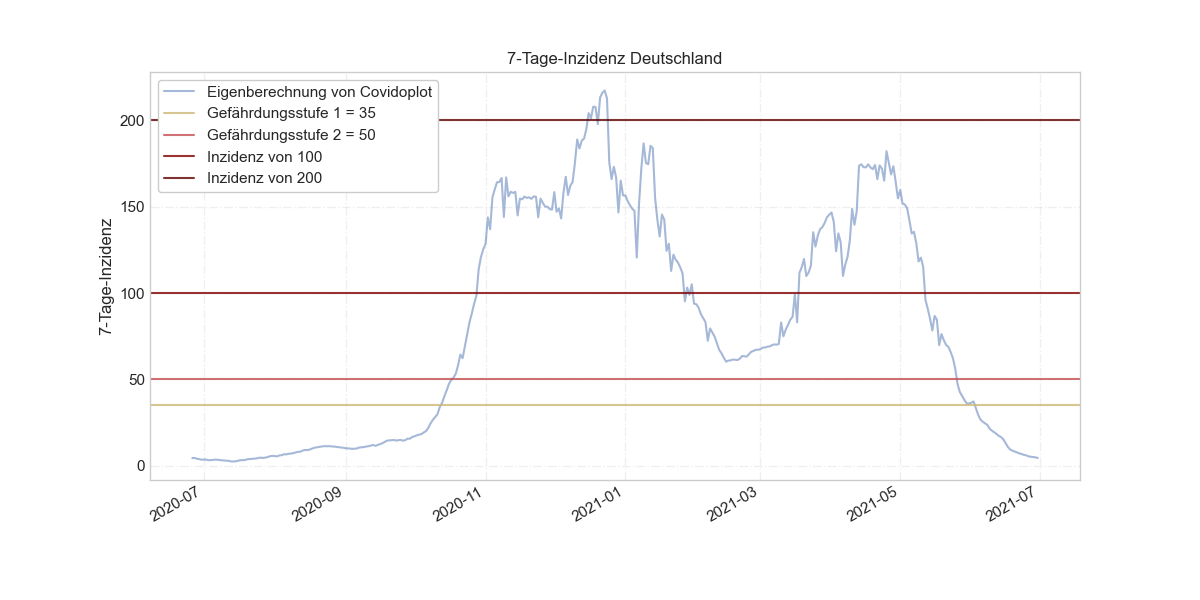 7-Tage-Inzidenz Deutschland
Eigenberechnung von Covidoplot
Gefährdungsstufe 1 = 35
Gefährdungsstufe 2 = 50
Inzidenz von 100
Inzidenz von 200
7-Tage-Inzidenz
200
150
100
50
0
2020-07
2020-09
2020-11
2021-01
2021-03
2021-05
2021-07